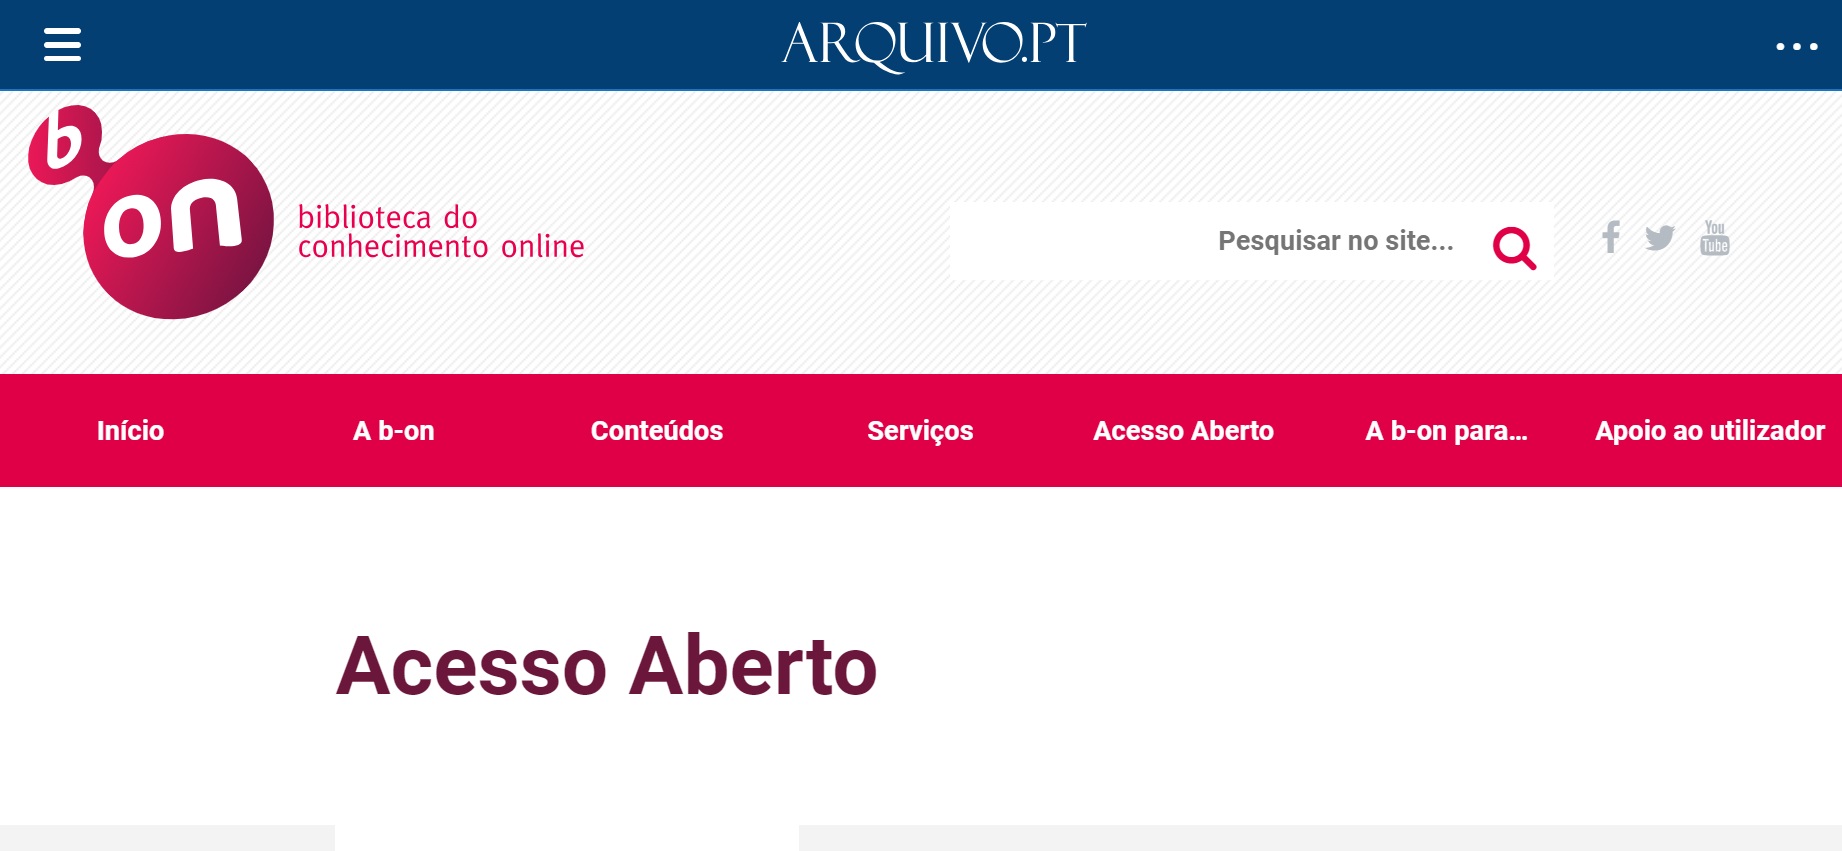 ARQUIVO.PT
b
on
biblioteca do
conhecimento online
Pesquisar no site...
You
Tube
Início
A b-on
Conteúdos
Serviços
Acesso Aberto
A b-on para...
Apoio ao utilizador
Acesso Aberto